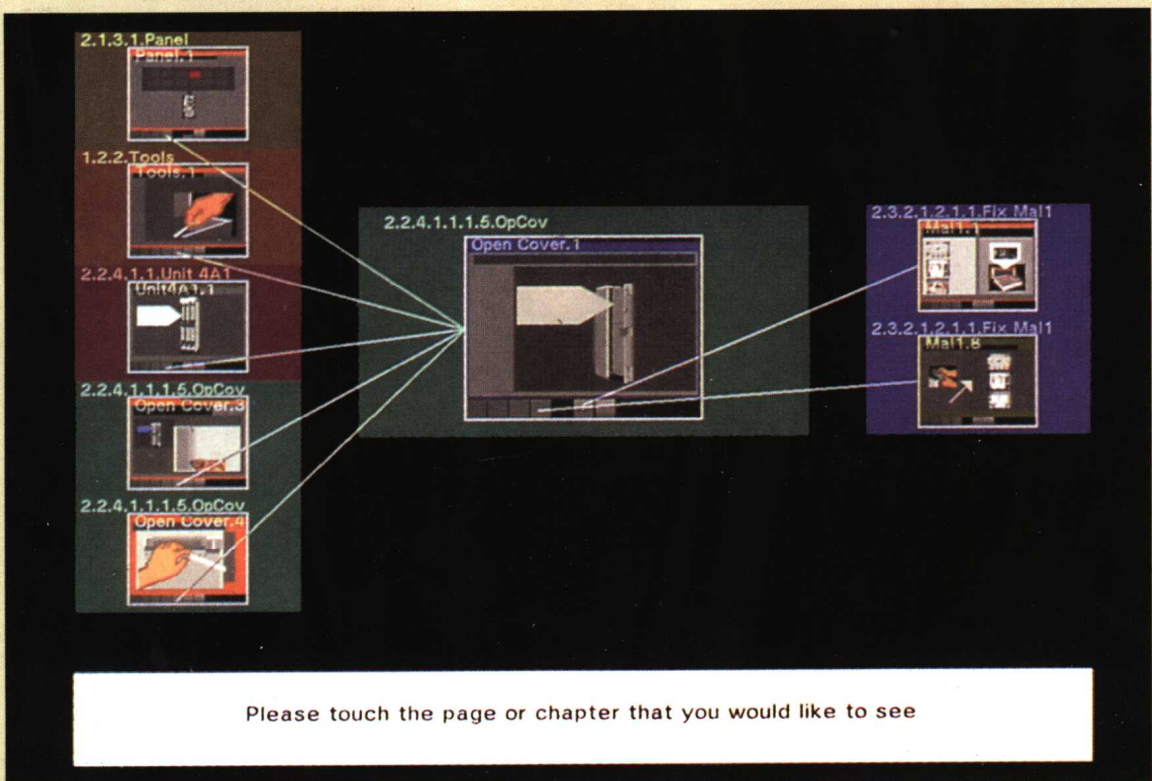 2.1.3.1.Panel
Panel.1
1.2.2.Tools
Tools.1
2.2.4.1.1.Unit 4A1
Unit4A1.1
2.2.4.1.1.1.5.OpCov
Open Cover.3
2.2.4.1.1.1.5.OpCov
Open Cover.4
2.2.4.1.1.1.5.OpCov
Open Cover.1
2.3.2.1.2.1.1.Fix Mal1
Mal1.1
2.3.2.1.2.1.1.Fix Mal1
Mal1.8
Please touch the page or chapter that you would like to see